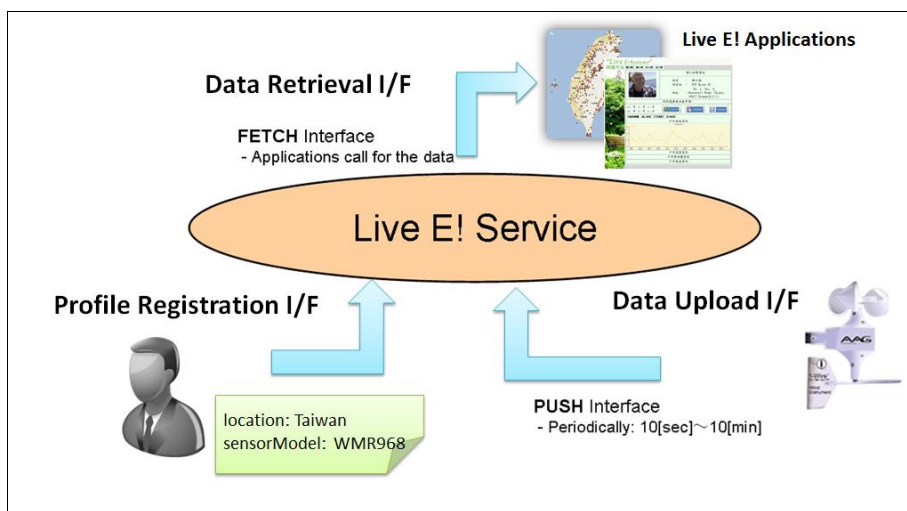 Live E! Applications
Data Retrieval I/F
FETCH Interface
- Applications call for the data
Live E! Service
Profile Registration I/F
Data Upload I/F
AAG
location: Taiwan
sensorModel: WMR968
PUSH Interface
- Periodically: 10[sec]～10[min]